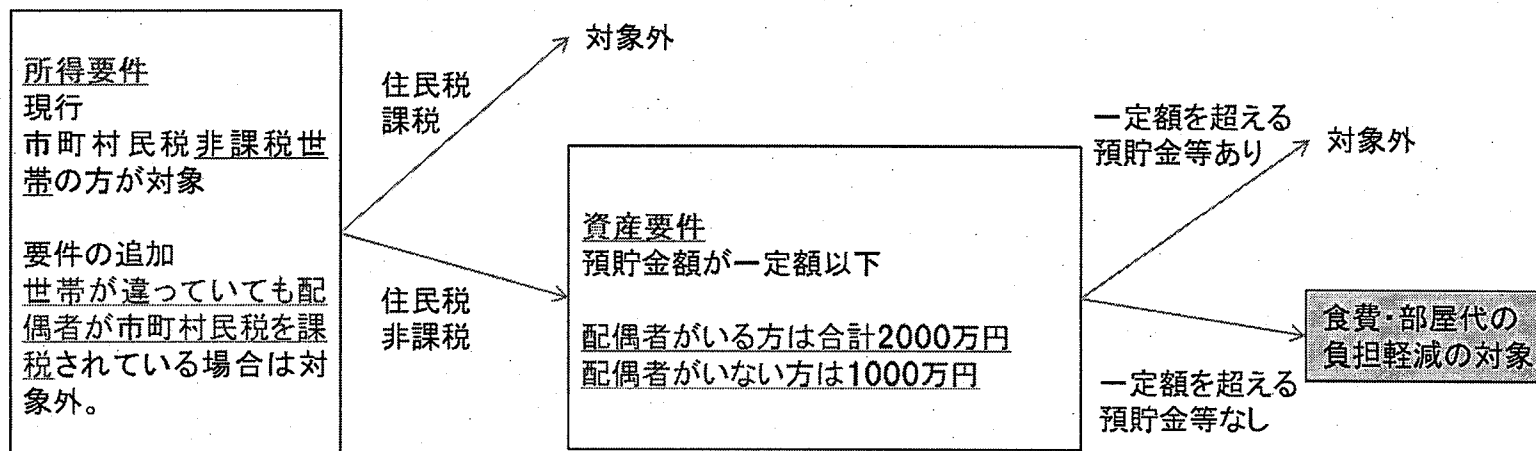 所得要件
現行
市町村民税非課税世
帯の方が対象
要件の追加
世帯が違っていても配
偶者が市町村民税を課
税されている場合は対
象外。
住民税
課税
対象外
住民税
非課税
資産要件
預貯金額が一定額以下
配偶者がいる方は合計2000万円
配偶者がいない方は1000万円
一定額を超える
預貯金等あり
対象外
一定額を超える
預貯金等なし
食費・部屋代の
負担軽減の対象